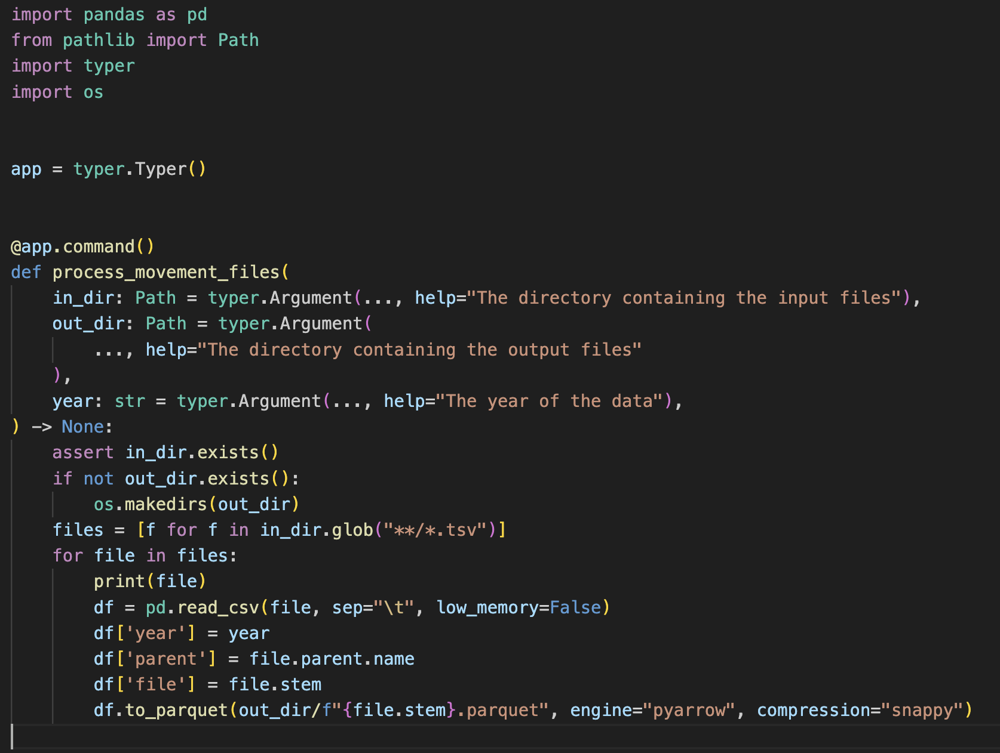 import pandas as pd
from pathlib import Path
import typer
import os
app = typer.Typer()
@app.command()
def process_movement_files(
    in_dir: Path = typer.Argument(..., help="The directory containing the input files"),
    out_dir: Path = typer.Argument(
        ..., help="The directory containing the output files"
    ),
    year: str = typer.Argument(..., help="The year of the data"),
) -> None:
    assert in_dir.exists()
    if not out_dir.exists():
        os.makedirs(out_dir)
    files = [f for f in in_dir.glob("**/*.tsv")]
    for file in files:
        print(file)
        df = pd.read_csv(file, sep="\t", low_memory=False)
        df['year'] = year
        df['parent'] = file.parent.name
        df['file'] = file.stem
        df.to_parquet(out_dir/f"{file.stem}.parquet", engine="pyarrow", compression="snappy")